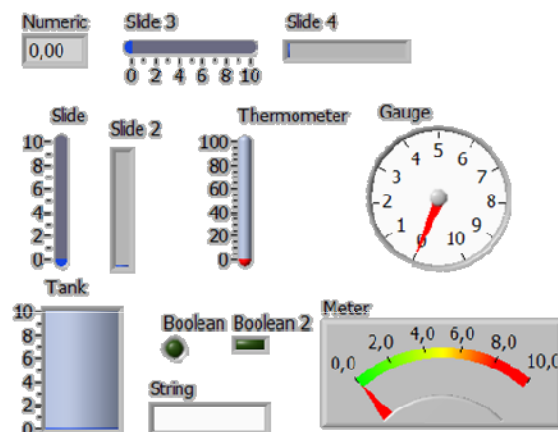 Numeric
0,00
Slide 3
0 2 4 6 8 10
Slide 4
Slide
10
8
6
4
2
0
Slide 2
Thermometer
100
80
60
40
20
0
Gauge
0 1 2 3 4 5 6 7 8 9 10
Tank
10
8
6
4
2
0
Boolean
Boolean 2
String
Meter
0,0 2,0 4,0 6,0 8,0 10,0